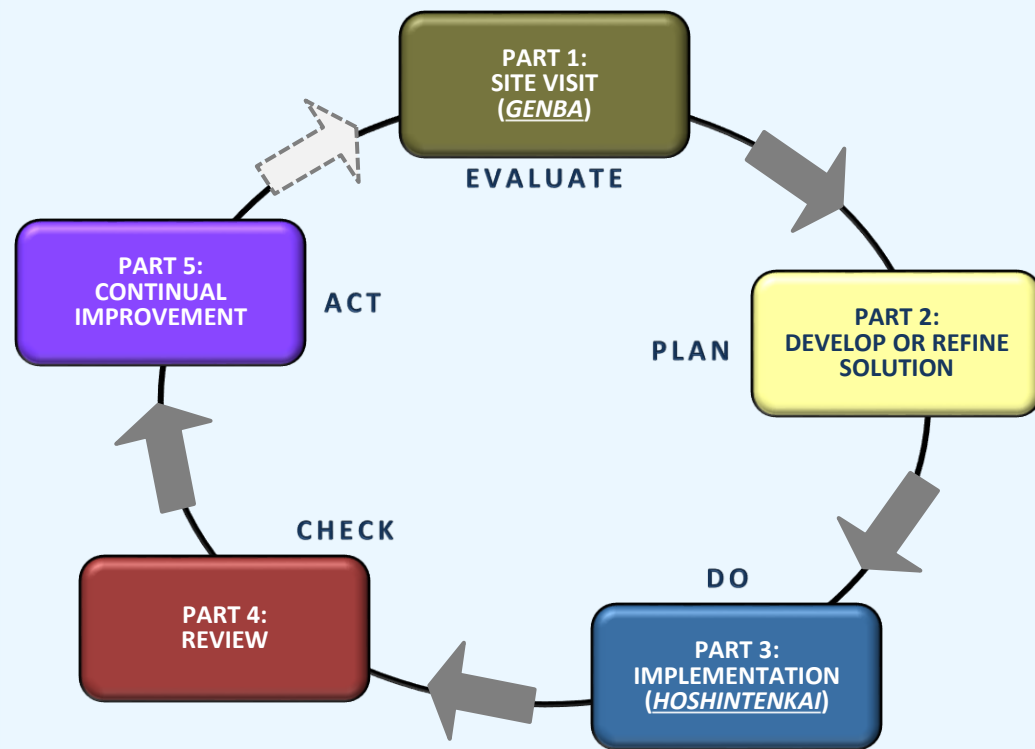 PART 1:
SITE VISIT
(GENBA)
EVALUATE
PART 2:
DEVELOP OR REFINE
SOLUTION
PLAN
PART 3:
IMPLEMENTATION
(HOSHINTENKAI)
DO
PART 4:
REVIEW
CHECK
PART 5:
CONTINUAL
IMPROVEMENT
ACT